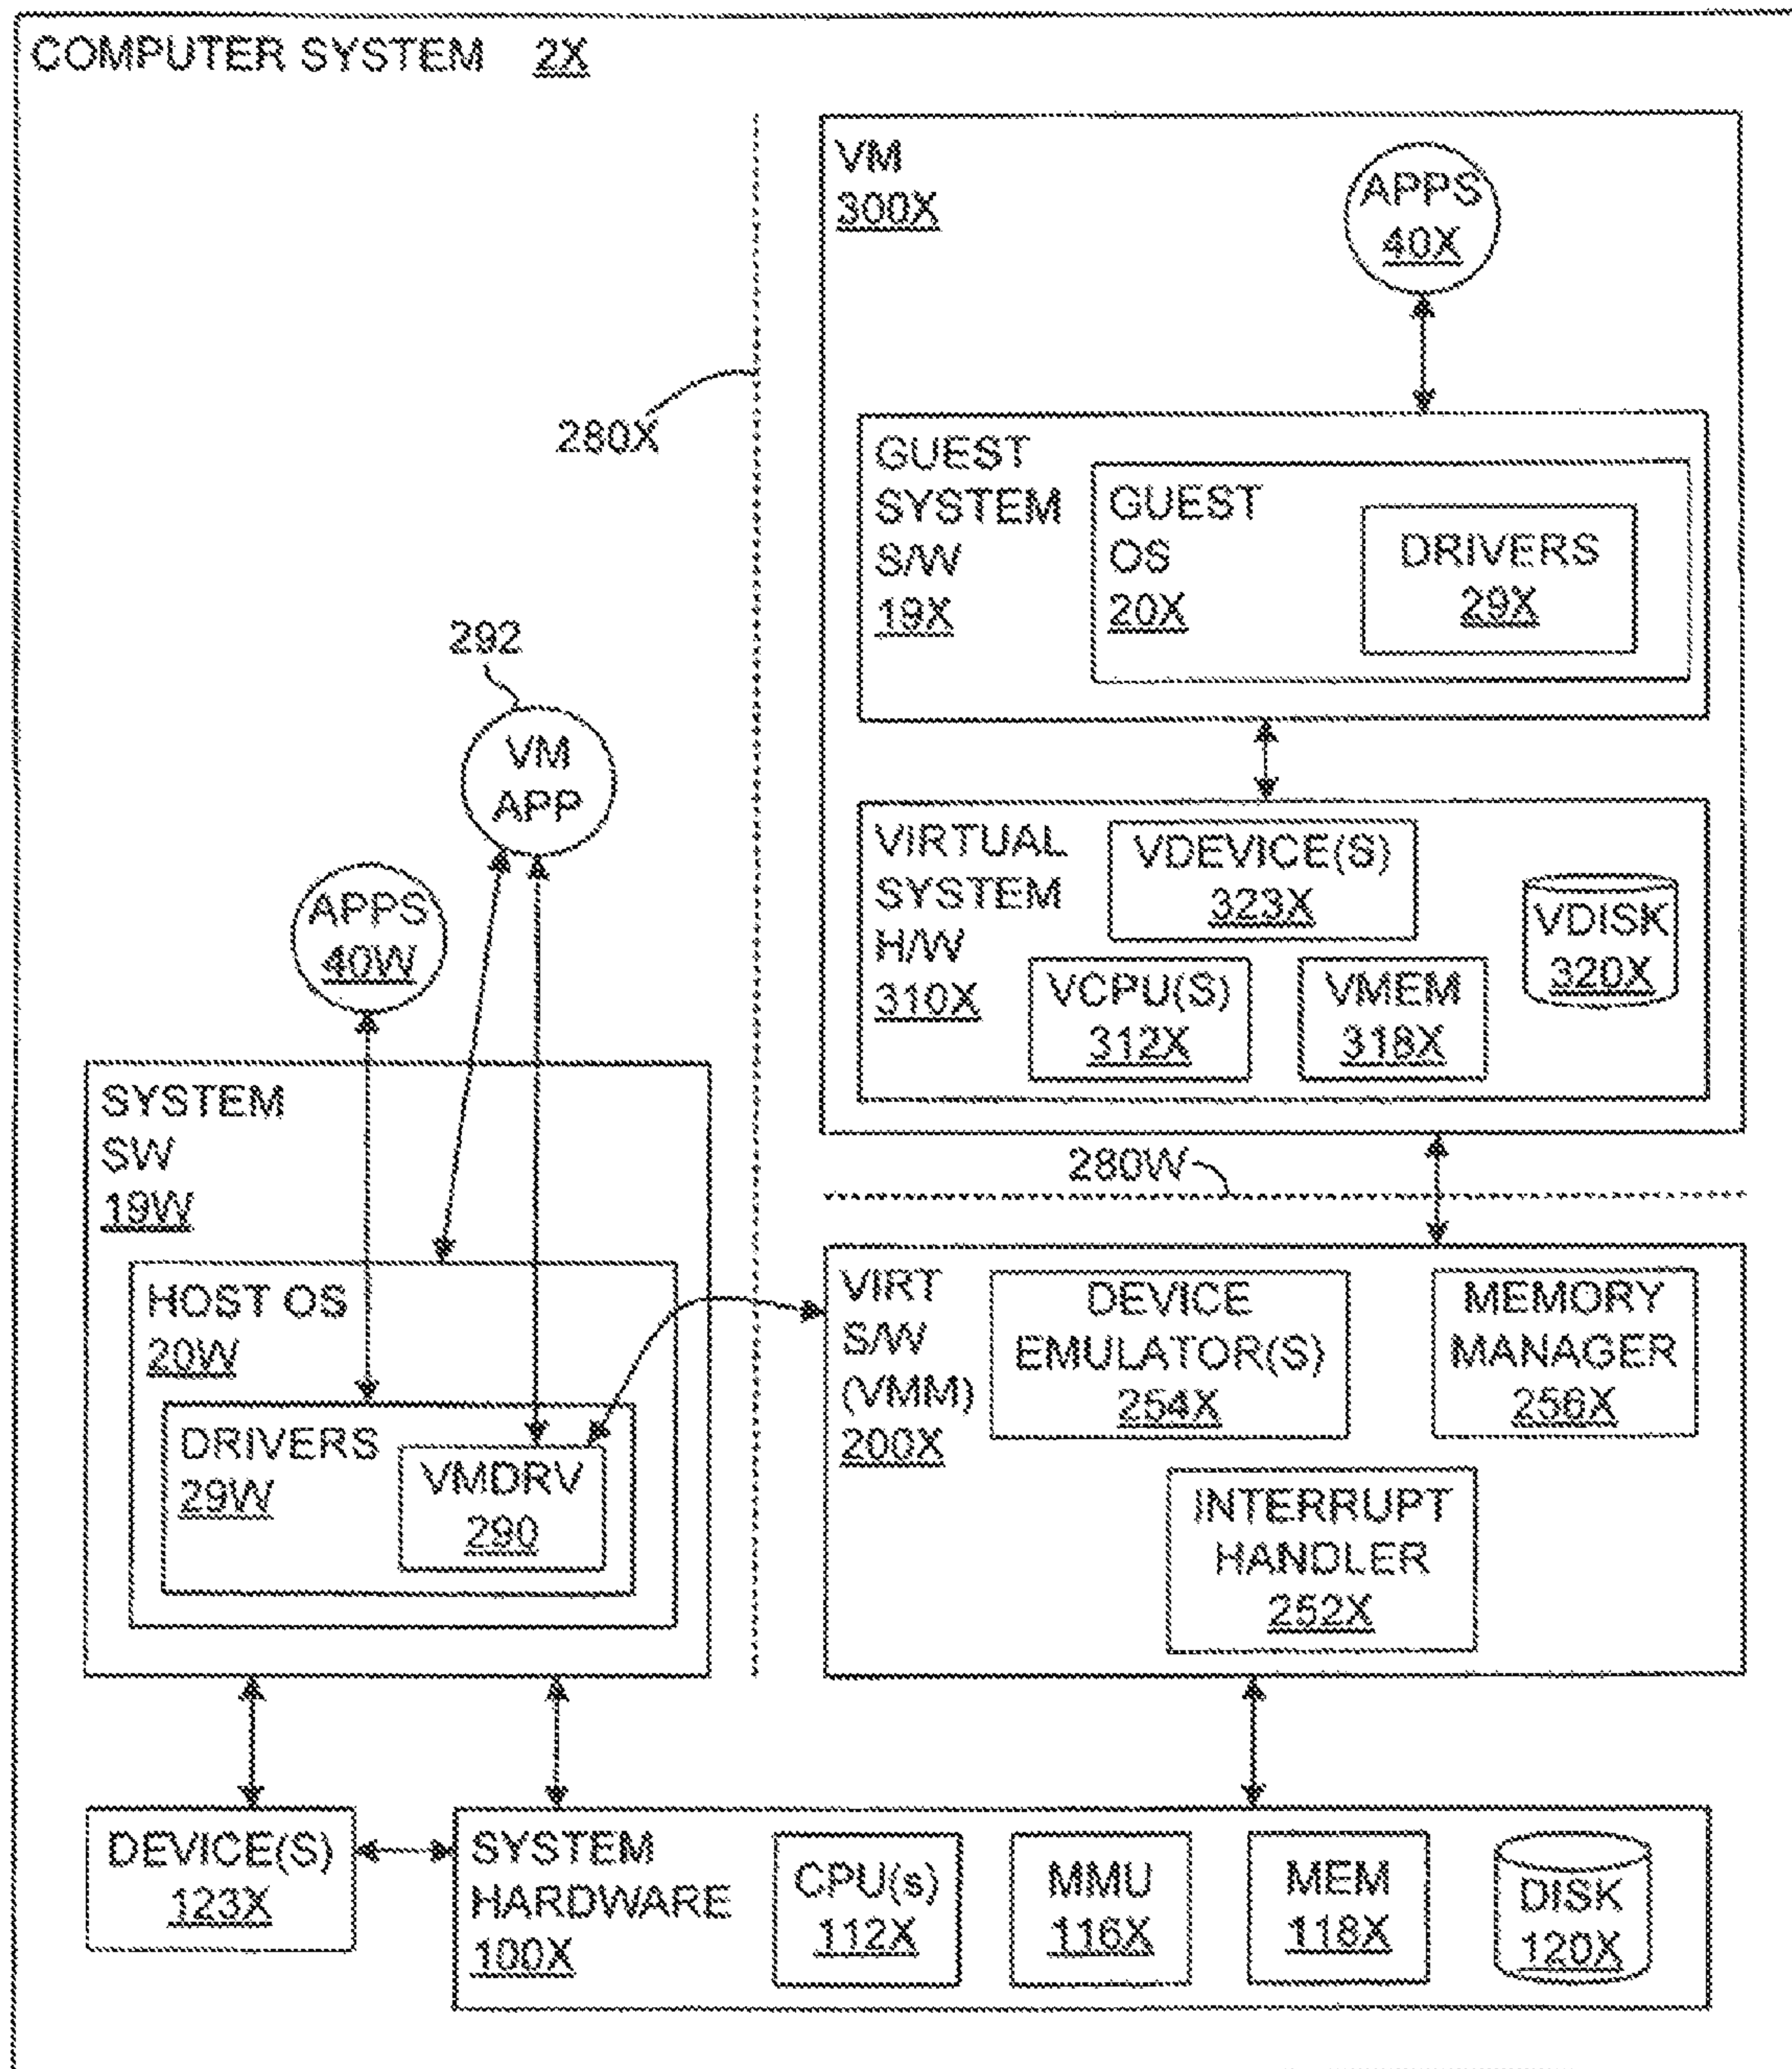 COMPUTER SYSTEM 2X
VM
300X
APPS
40X
280X
GUEST
SYSTEM
S/W
19X
GUEST
OS
20X
DRIVERS
29X
292
VM
APP
VIRTUAL
SYSTEM
H/W
310X
VDEVICE(S)
323X
VCPU(S)
312X
VMEM
318X
VDISK
320X
APPS
40W
280W
SYSTEM
SW
19W
HOST OS
20W
DRIVERS
29W
VMDRV
290
VIRT
S/W
(VMM)
200X
DEVICE
EMULATOR(S)
254X
MEMORY
MANAGER
256X
INTERRUPT
HANDLER
252X
DEVICE(S)
123X
SYSTEM
HARDWARE
100X
CPU(s)
112X
MMU
116X
MEM
118X
DISK
120X